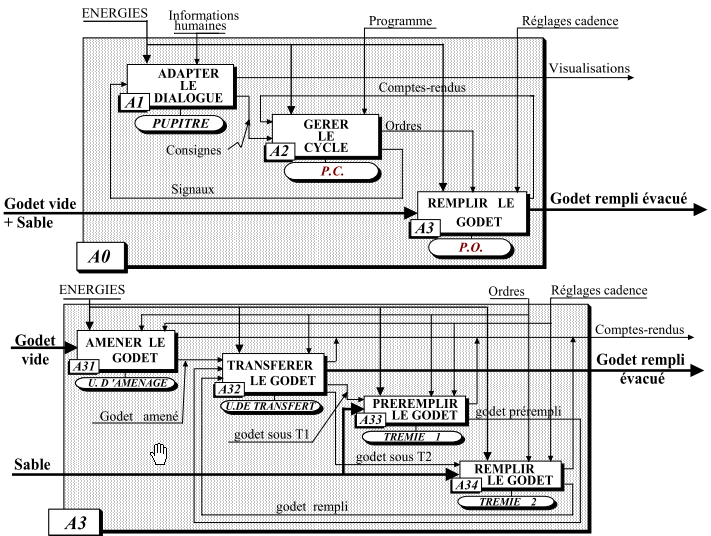 ENERGIES
Informations
humaines
Programme
Réglages cadence
Visualisations
ADAPTER
LE
DIALOGUE
A1
PUPITRE
Comptes-rendus
GERER
LE
CYCLE
A2
P.C.
Ordres
Consignes
Signaux
Godet vide
+ Sable
REMPLIR LE
GODET
A3
P.O.
Godet rempli évacué
A0
ENERGIES
Ordres
Réglages cadence
Comptes-rendus
Godet
vide
AMENER LE
GODET
A31
U. D 'AMENAGE
TRANSFERER
LE GODET
A32
U.DE TRANSFERT
Godet rempli
évacué
PREREMPLIR
LE GODET
A33
TREMIE 1
godet prérempli
Godet amené
godet sous T1
godet sous T2
Sable
REMPLIR
LE GODET
A34
TREMIE 2
godet rempli
A3